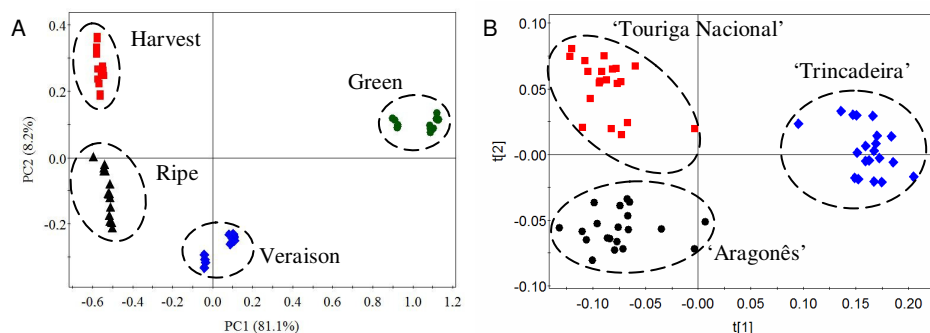 A
Harvest
Green
Ripe
Veraison
PC2 (8.2%)
0.4
0.2
0.0
-0.2
-0.6 -0.4 -0.2 0.0 0.2 0.4 0.6 0.8 1.0 1.2
PC1 (81.1%)
B
'Touriga Nacional'
'Trincadeira'
'Aragonês'
t[2]
0.10
0.05
-0.00
-0.05
-0.10
-0.10 -0.05 -0.00 0.05 0.10 0.15 0.20
t[1]